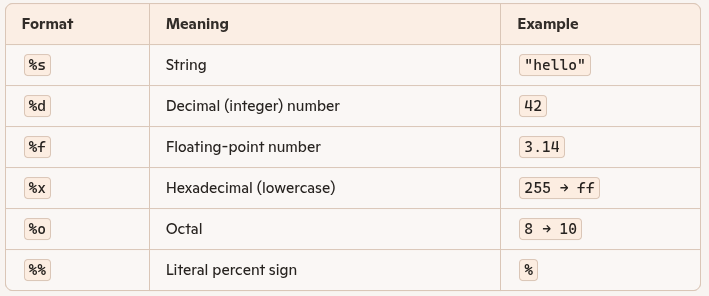 Format Meaning Example
%s String "hello"
%d Decimal (integer) number 42
%f Floating-point number 3.14
%x Hexadecimal (lowercase) 255 → ff
%o Octal 8 → 10
%% Literal percent sign %